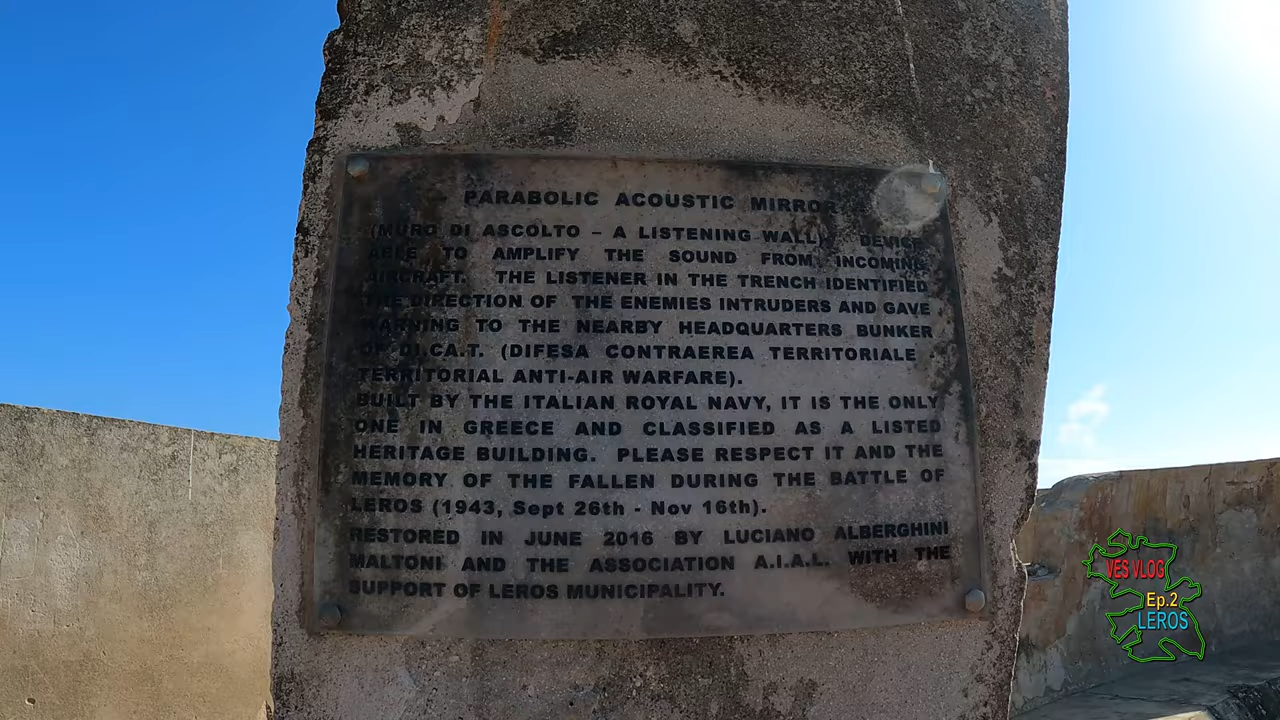 PARABOLIC ACOUSTIC MIRROR
(MURO DI ASCOLTO – A LISTENING WALL): DEVICE
ABLE TO AMPLIFY THE SOUND FROM INCOMING
AIRCRAFT. THE LISTENER IN THE TRENCH IDENTIFIED
THE DIRECTION OF THE ENEMIES INTRUDERS AND GAVE
WARNING TO THE NEARBY HEADQUARTERS BUNKER
OF DI.CA.T. (DIFESA CONTRAEREA TERRITORIALE -
TERRITORIAL ANTI-AIR WARFARE).
BUILT BY THE ITALIAN ROYAL NAVY, IT IS THE ONLY
ONE IN GREECE AND CLASSIFIED AS A LISTED
HERITAGE BUILDING. PLEASE RESPECT IT AND THE
MEMORY OF THE FALLEN DURING THE BATTLE OF
LEROS (1943, Sept 26th - Nov 16th).
RESTORED IN JUNE 2016 BY LUCIANO ALBERGHINI
MALTONI AND THE ASSOCIATION A.I.A.L. WITH THE
SUPPORT OF LEROS MUNICIPALITY.
VES VLOG
Ep.2
LEROS